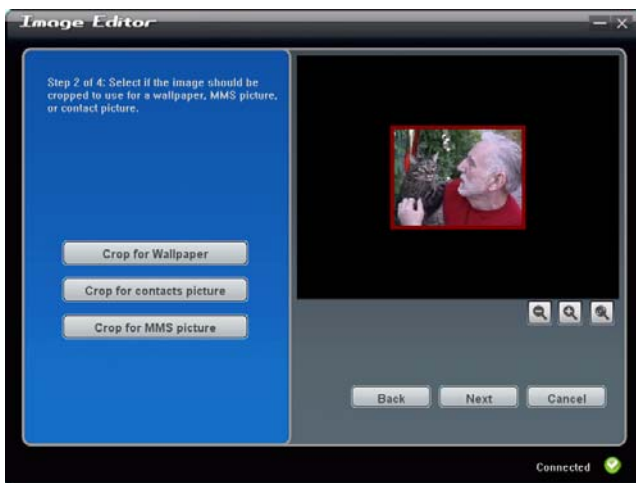 Image Editor
Step 2 of 4: Select if the image should be
cropped to use for a wallpaper, MMS picture,
or contact picture.
Crop for Wallpaper
Crop for contacts picture
Crop for MMS picture
Back
Next
Cancel
Connected